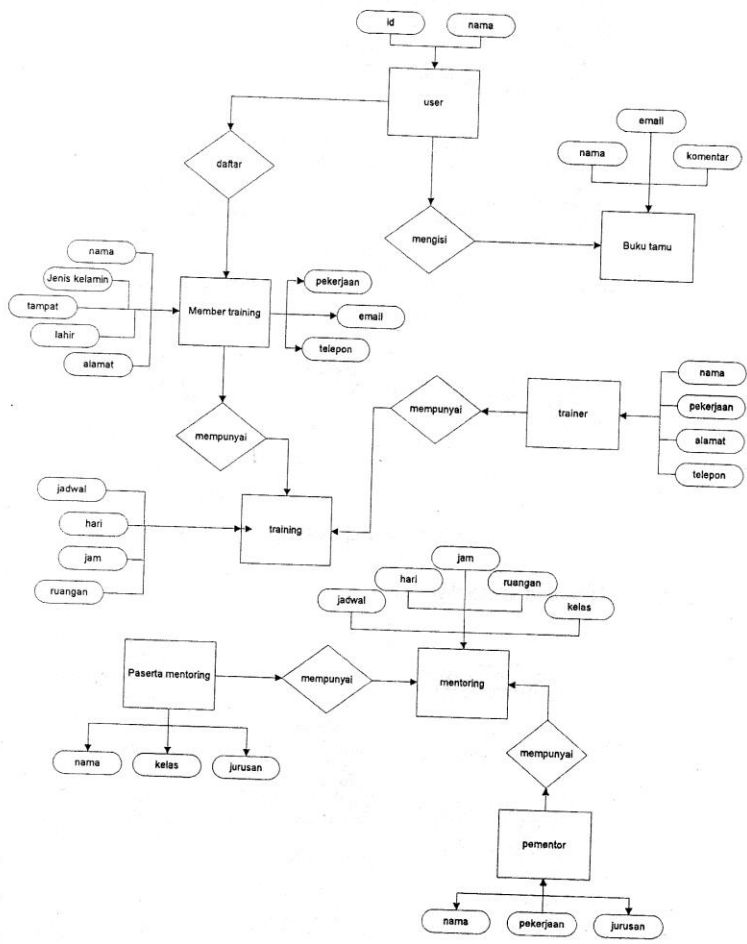 id
nama
user
email
nama
komentar
daftar
mengisi
Buku tamu
nama
Jenis kelamin
tampat
lahir
alamat
Member training
pekerjaan
email
telepon
mempunyai
mempunyai
trainer
nama
pekerjaan
alamat
telepon
jadwal
hari
jam
ruangan
training
jam
hari
ruangan
jadwal
kelas
Paserta mentoring
mempunyai
mentoring
nama
kelas
jurusan
mempunyai
pementor
nama
pekerjaan
jurusan